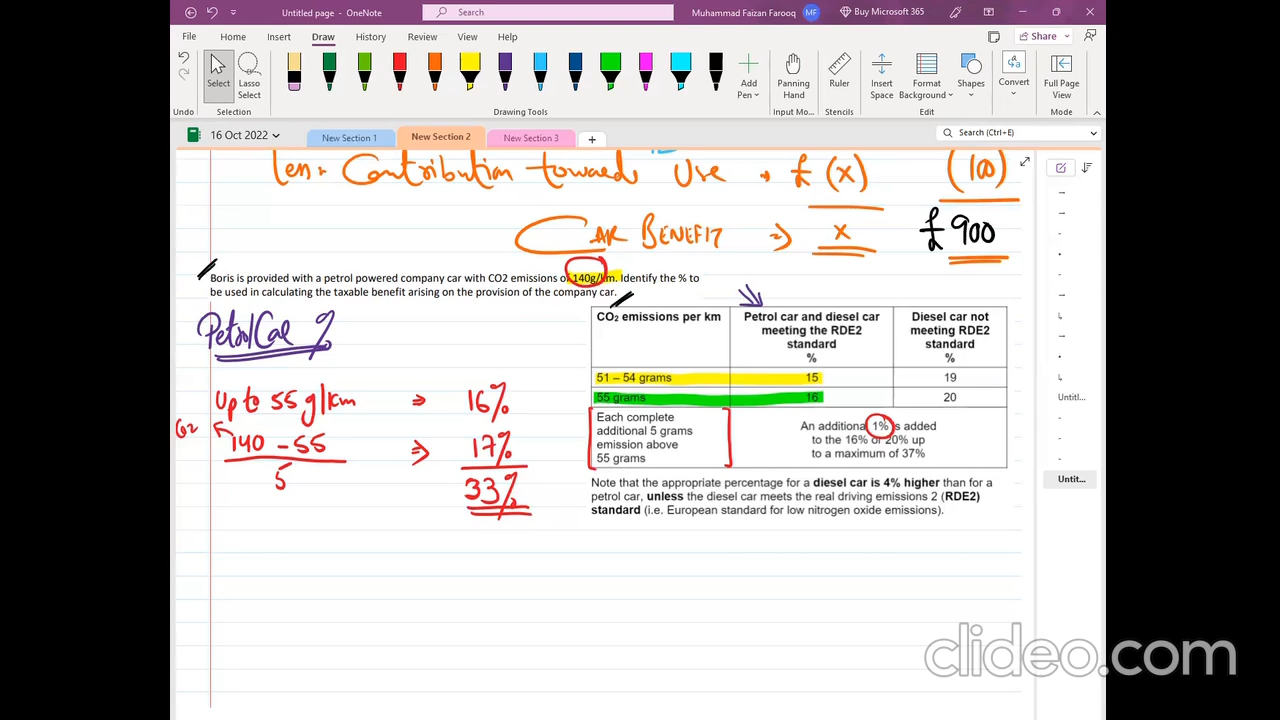 Untitled page - OneNote
Search
Muhammad Faizan Farooq
MF
Buy Microsoft 365
File Home Insert Draw History Review View Help
Share
Select
Lasso Select
Add Pen
Panning Hand
Ruler
Insert Space
Format Background
Shapes
Convert
Full Page View
Undo
Selection
Drawing Tools
Input Mo...
Stencils
Edit
Mode
16 Oct 2022
New Section 1
New Section 2
New Section 3
Search (Ctrl+E)
Less: Contribution towards Use £ (x) (100)
CAR BENEFIT ⇒ x £900
Boris is provided with a petrol powered company car with CO2 emissions of 140g/km. Identify the % to
be used in calculating the taxable benefit arising on the provision of the company car.
Petrol Car %
Up to 55 g/km ⇒ 16%
Co2 140 - 55 ⇒ 17%
5
33%
CO2 emissions per km
Petrol car and diesel car meeting the RDE2 standard %
Diesel car not meeting RDE2 standard %
51 – 54 grams 15 19
55 grams 16 20
Each complete
additional 5 grams
emission above
55 grams
An additional 1% is added
to the 16% or 20% up
to a maximum of 37%
Note that the appropriate percentage for a diesel car is 4% higher than for a
petrol car, unless the diesel car meets the real driving emissions 2 (RDE2)
standard (i.e. European standard for low nitrogen oxide emissions).
Untitl...
Untit...
clideo.com